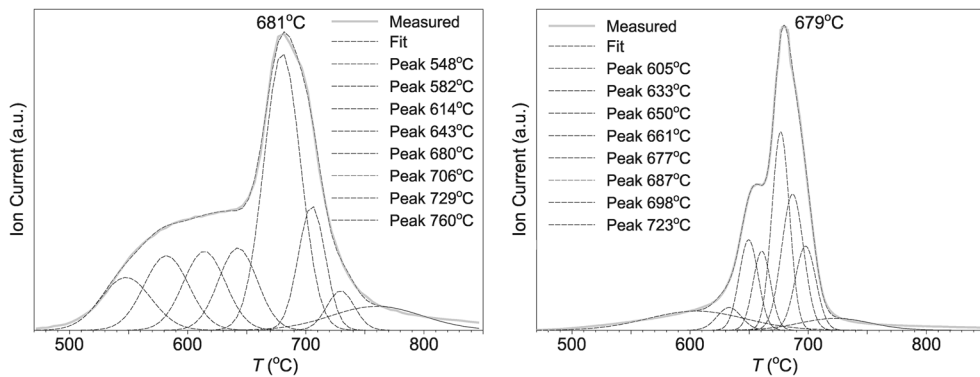 681°C
Measured
Fit
Peak 548°C
Peak 582°C
Peak 614°C
Peak 643°C
Peak 680°C
Peak 706°C
Peak 729°C
Peak 760°C
Ion Current (a.u.)
500
600
700
800
T (°C)
679°C
Measured
Fit
Peak 605°C
Peak 633°C
Peak 650°C
Peak 661°C
Peak 677°C
Peak 687°C
Peak 698°C
Peak 723°C
Ion Current (a.u.)
500
600
700
800
T (°C)